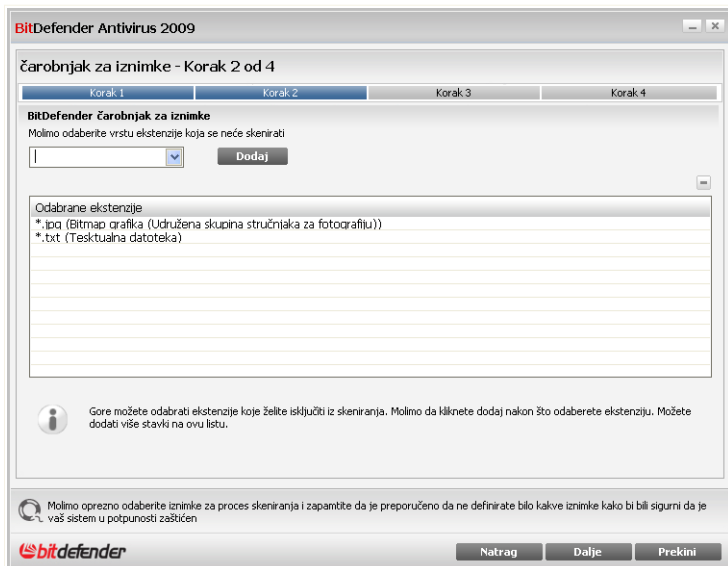 BitDefender Antivirus 2009
čarobnjak za iznimke - Korak 2 od 4
Korak 1 Korak 2 Korak 3 Korak 4
BitDefender čarobnjak za iznimke
Molimo odaberite vrstu ekstenzije koja se neće skenirati
Dodaj
Odabrane ekstenzije
*.jpg (Bitmap grafika (Udružena skupina stručnjaka za fotografiju))
*.txt (Tesktualna datoteka)
Gore možete odabrati ekstenzije koje želite isključiti iz skeniranja. Molimo da kliknete dodaj nakon što odaberete ekstenziju. Možete
dodati više stavki na ovu listu.
Molimo oprezno odaberite iznimke za proces skeniranja i zapamtite da je preporučeno da ne definirate bilo kakve iznimke kako bi bili sigurni da je
vaš sistem u potpunosti zaštićen
bitdefender
Natrag Dalje Prekini